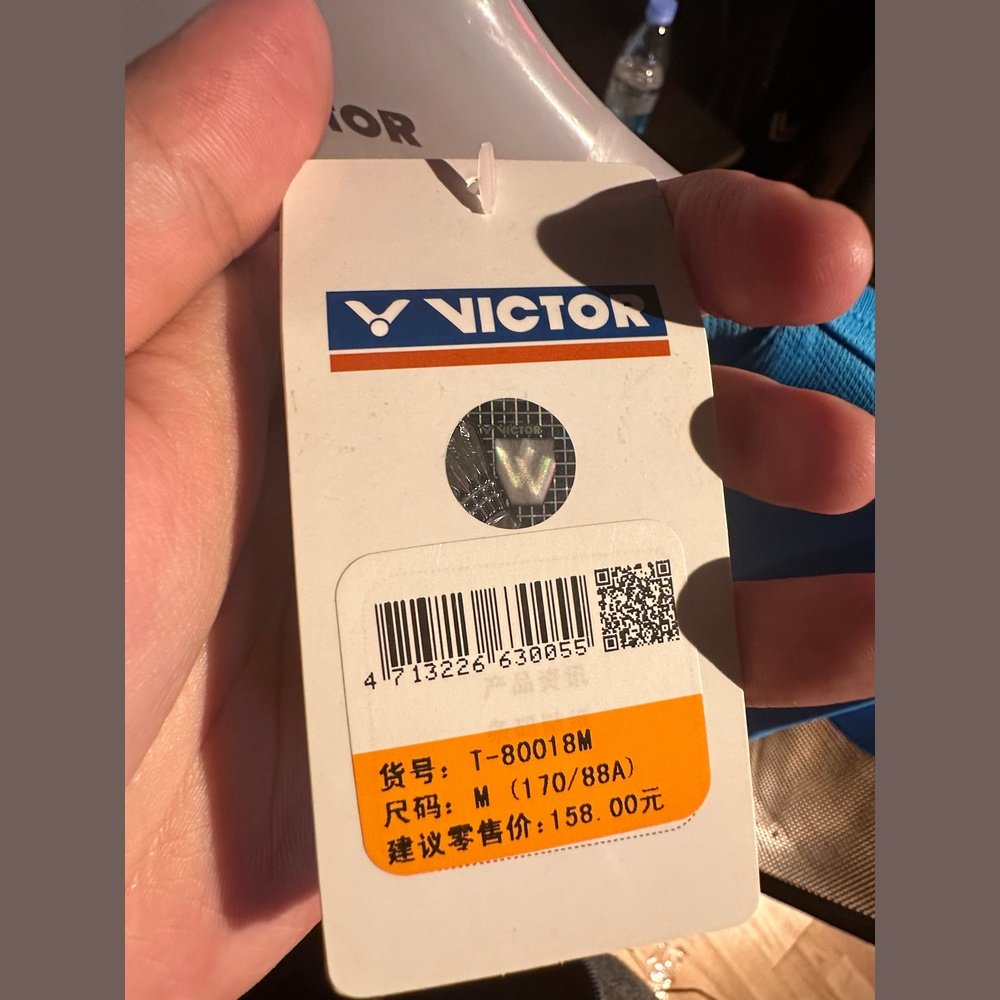 TOR
VICTOR
VICTOR
W
4 713226 630055
货号: T-80018M
尺码: M (170/88A)
建议零售价:158.00元